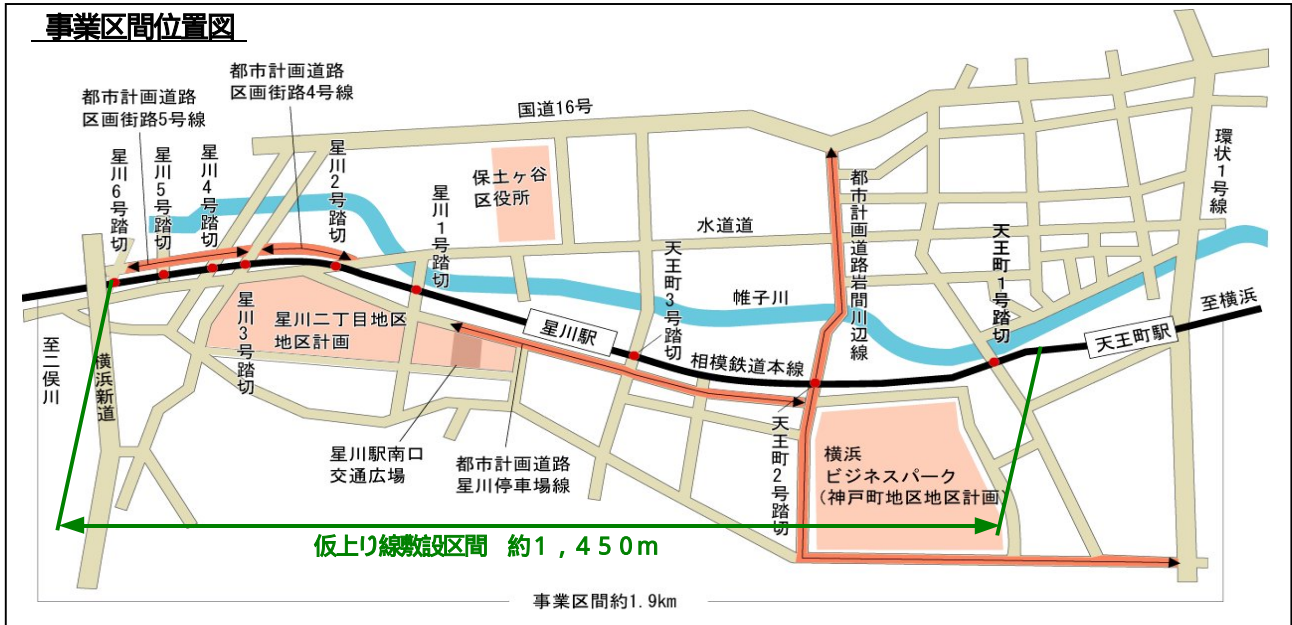 事業区間位置図
都市計画道路
区画街路4号線
都市計画道路
区画街路5号線
国道16号
環状1号線
星川6号踏切
星川5号踏切
星川4号踏切
星川2号踏切
星川1号踏切
保土ヶ谷
区役所
都市計画道路岩間川辺線
水道道
天王町3号踏切
天王町1号踏切
帷子川
至横浜
星川3号踏切
星川二丁目地区
地区計画
星川駅
天王町駅
相模鉄道本線
至二俣川
横浜新道
天王町2号踏切
星川駅南口
交通広場
都市計画道路
星川停車場線
横浜
ビジネスパーク
(神戸町地区地区計画)
仮上り線敷設区間 約1,450m
事業区間約1.9km